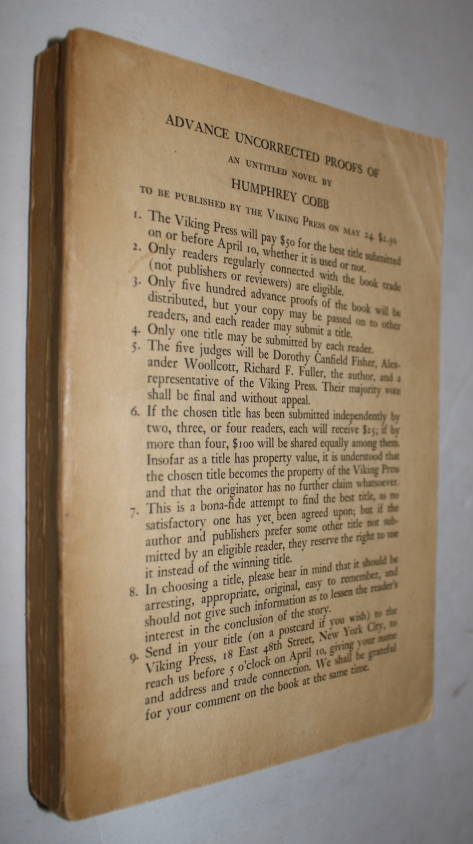 ADVANCE UNCORRECTED PROOFS OF
AN UNTITLED NOVEL BY
HUMPHREY COBB
TO BE PUBLISHED BY THE VIKING PRESS ON MAY 24 $2.50
1. The Viking Press will pay $50 for the best title submitted
on or before April 10, whether it is used or not.
2. Only readers regularly connected with the book trade
(not publishers or reviewers) are eligible.
3. Only five hundred advance proofs of the book will be
distributed, but your copy may be passed on to other
readers, and each reader may submit a title.
4. Only one title may be submitted by each reader.
5. The five judges will be Dorothy Canfield Fisher, Alex-
ander Woollcott, Richard F. Fuller, the author, and a
representative of the Viking Press. Their majority vote
shall be final and without appeal.
6. If the chosen title has been submitted independently by
two, three, or four readers, each will receive $25; if by
more than four, $100 will be shared equally among them.
Insofar as a title has property value, it is understood that
the chosen title becomes the property of the Viking Press
and that the originator has no further claim whatsoever.
7. This is a bona-fide attempt to find the best title, as no
satisfactory one has yet been agreed upon; but if the
author and publishers prefer some other title not sub-
mitted by an eligible reader, they reserve the right to use
it instead of the winning title.
8. In choosing a title, please bear in mind that it should be
arresting, appropriate, original, easy to remember, and
should not give such information as to lessen the reader's
interest in the conclusion of the story.
9. Send in your title (on a postcard if you wish) to the
Viking Press, 18 East 48th Street, New York City, to
reach us before 5 o'clock on April 10, giving your name
and address and trade connection. We shall be grateful
for your comment on the book at the same time.